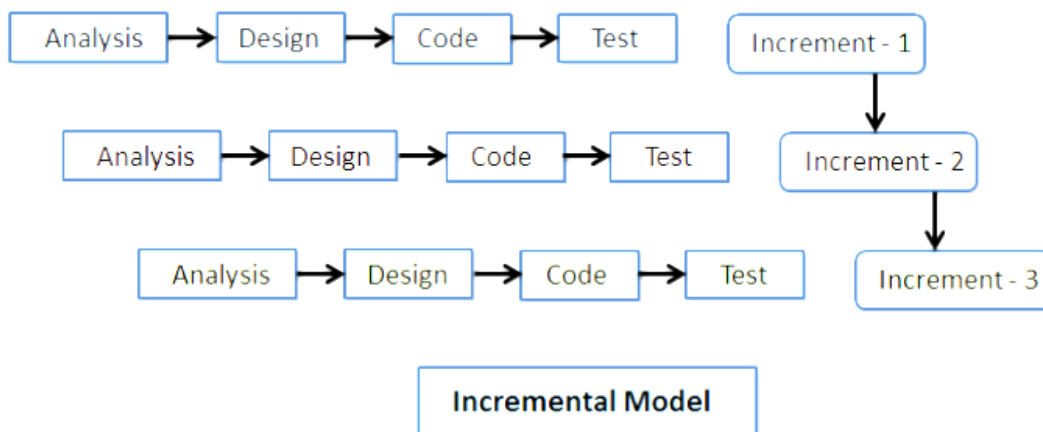 Analysis Design Code Test Increment - 1
Analysis Design Code Test Increment - 2
Analysis Design Code Test Increment - 3
Incremental Model